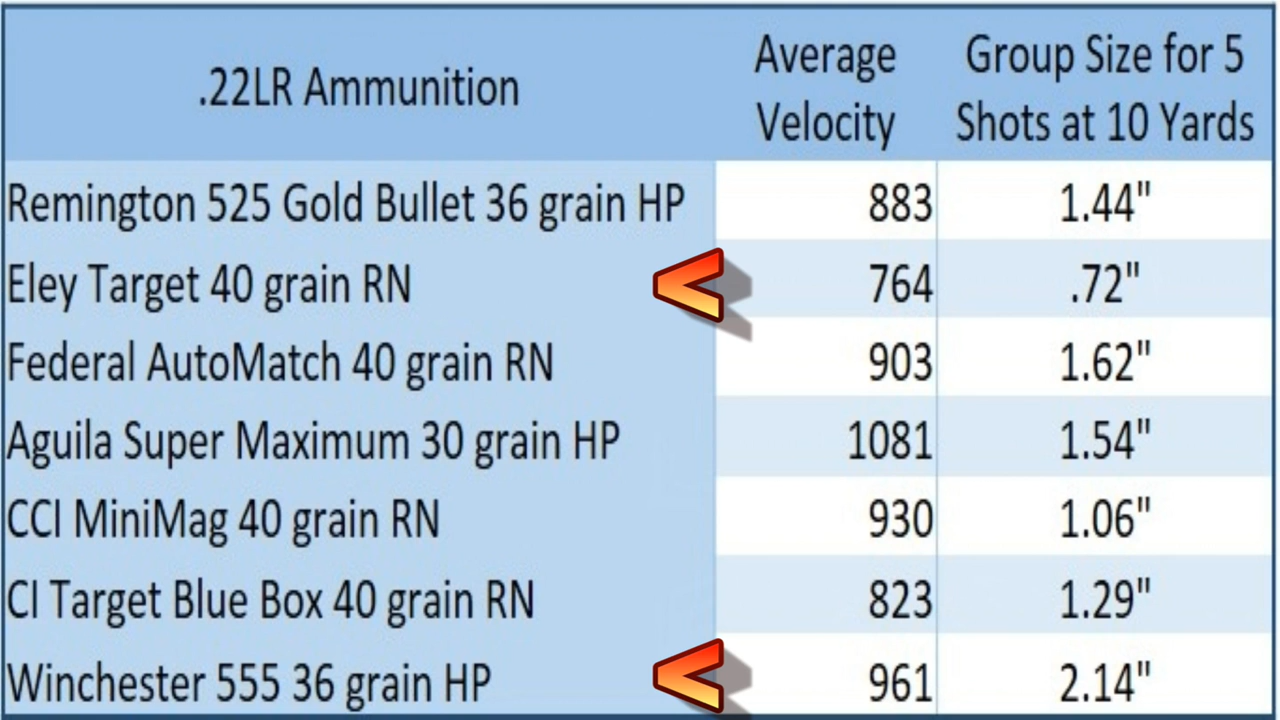 .22LR Ammunition Average Velocity Group Size for 5 Shots at 10 Yards
Remington 525 Gold Bullet 36 grain HP 883 1.44"
Eley Target 40 grain RN 764 .72"
Federal AutoMatch 40 grain RN 903 1.62"
Aguila Super Maximum 30 grain HP 1081 1.54"
CCI MiniMag 40 grain RN 930 1.06"
CI Target Blue Box 40 grain RN 823 1.29"
Winchester 555 36 grain HP 961 2.14"